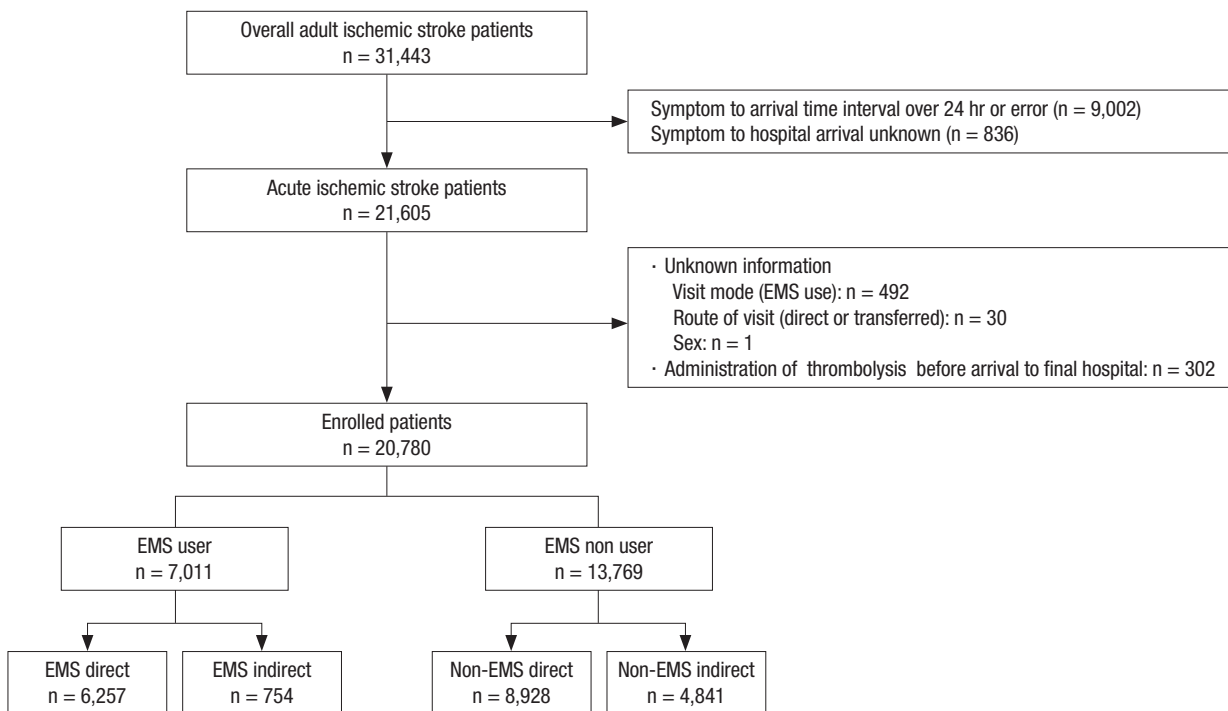 Overall adult ischemic stroke patients
n = 31,443
Symptom to arrival time interval over 24 hr or error (n = 9,002)
Symptom to hospital arrival unknown (n = 836)
Acute ischemic stroke patients
n = 21,605
· Unknown information
Visit mode (EMS use): n = 492
Route of visit (direct or transferred): n = 30
Sex: n = 1
· Administration of thrombolysis before arrival to final hospital: n = 302
Enrolled patients
n = 20,780
EMS user
n = 7,011
EMS non user
n = 13,769
EMS direct
n = 6,257
EMS indirect
n = 754
Non-EMS direct
n = 8,928
Non-EMS indirect
n = 4,841